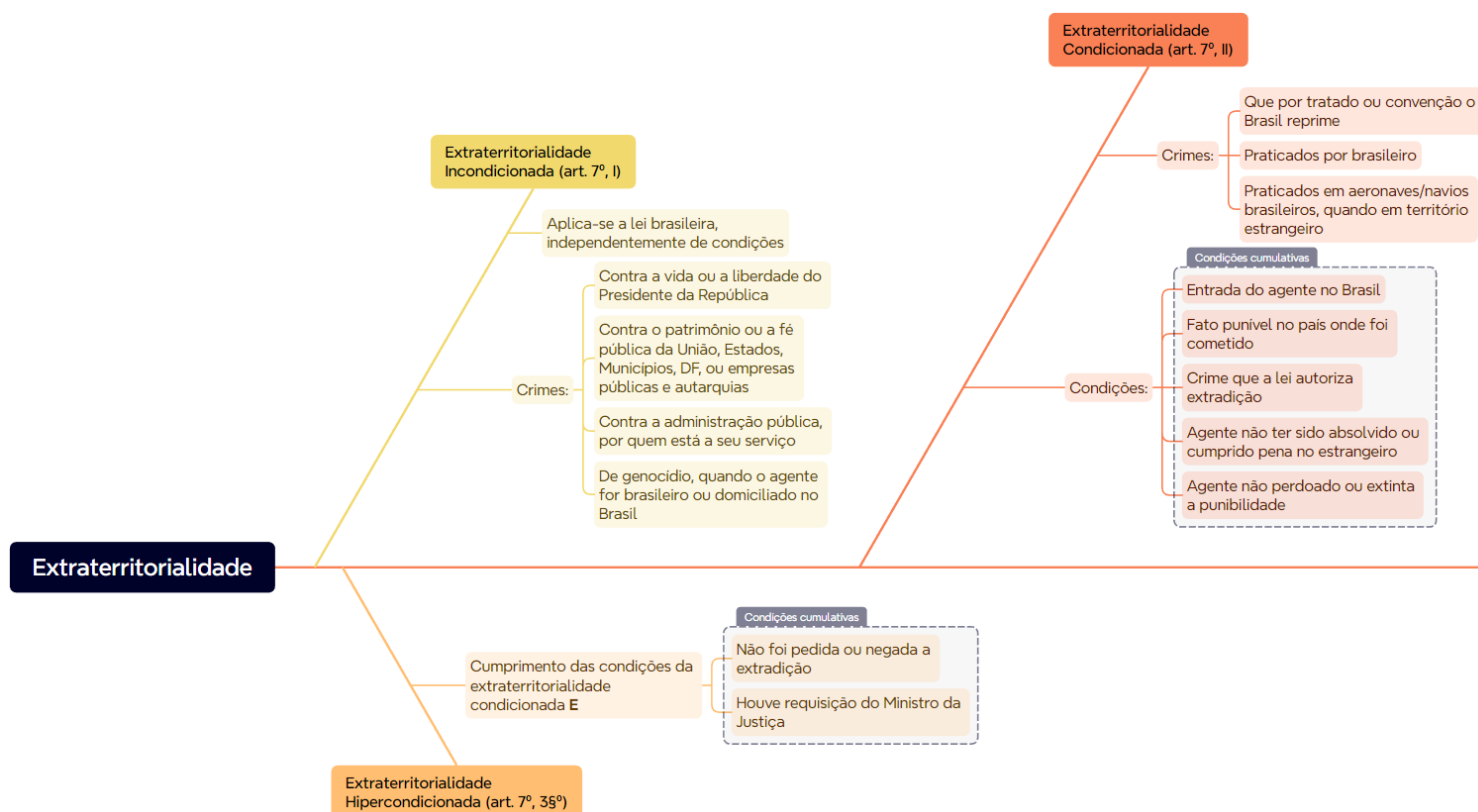 Extraterritorialidade
Extraterritorialidade
Incondicionada (art. 7º, I)
Aplica-se a lei brasileira,
independentemente de condições
Crimes:
Contra a vida ou a liberdade do
Presidente da República
Contra o patrimônio ou a fé
pública da União, Estados,
Municípios, DF, ou empresas
públicas e autarquias
Contra a administração pública,
por quem está a seu serviço
De genocídio, quando o agente
for brasileiro ou domiciliado no
Brasil
Extraterritorialidade
Condicionada (art. 7º, II)
Crimes:
Que por tratado ou convenção o
Brasil reprime
Praticados por brasileiro
Praticados em aeronaves/navios
brasileiros, quando em território
estrangeiro
Condições:
Condições cumulativas
Entrada do agente no Brasil
Fato punível no país onde foi
cometido
Crime que a lei autoriza
extradição
Agente não ter sido absolvido ou
cumprido pena no estrangeiro
Agente não perdoado ou extinta
a punibilidade
Extraterritorialidade
Hipercondicionada (art. 7º, 3§º)
Cumprimento das condições da
extraterritorialidade
condicionada E
Condições cumulativas
Não foi pedida ou negada a
extradição
Houve requisição do Ministro da
Justiça